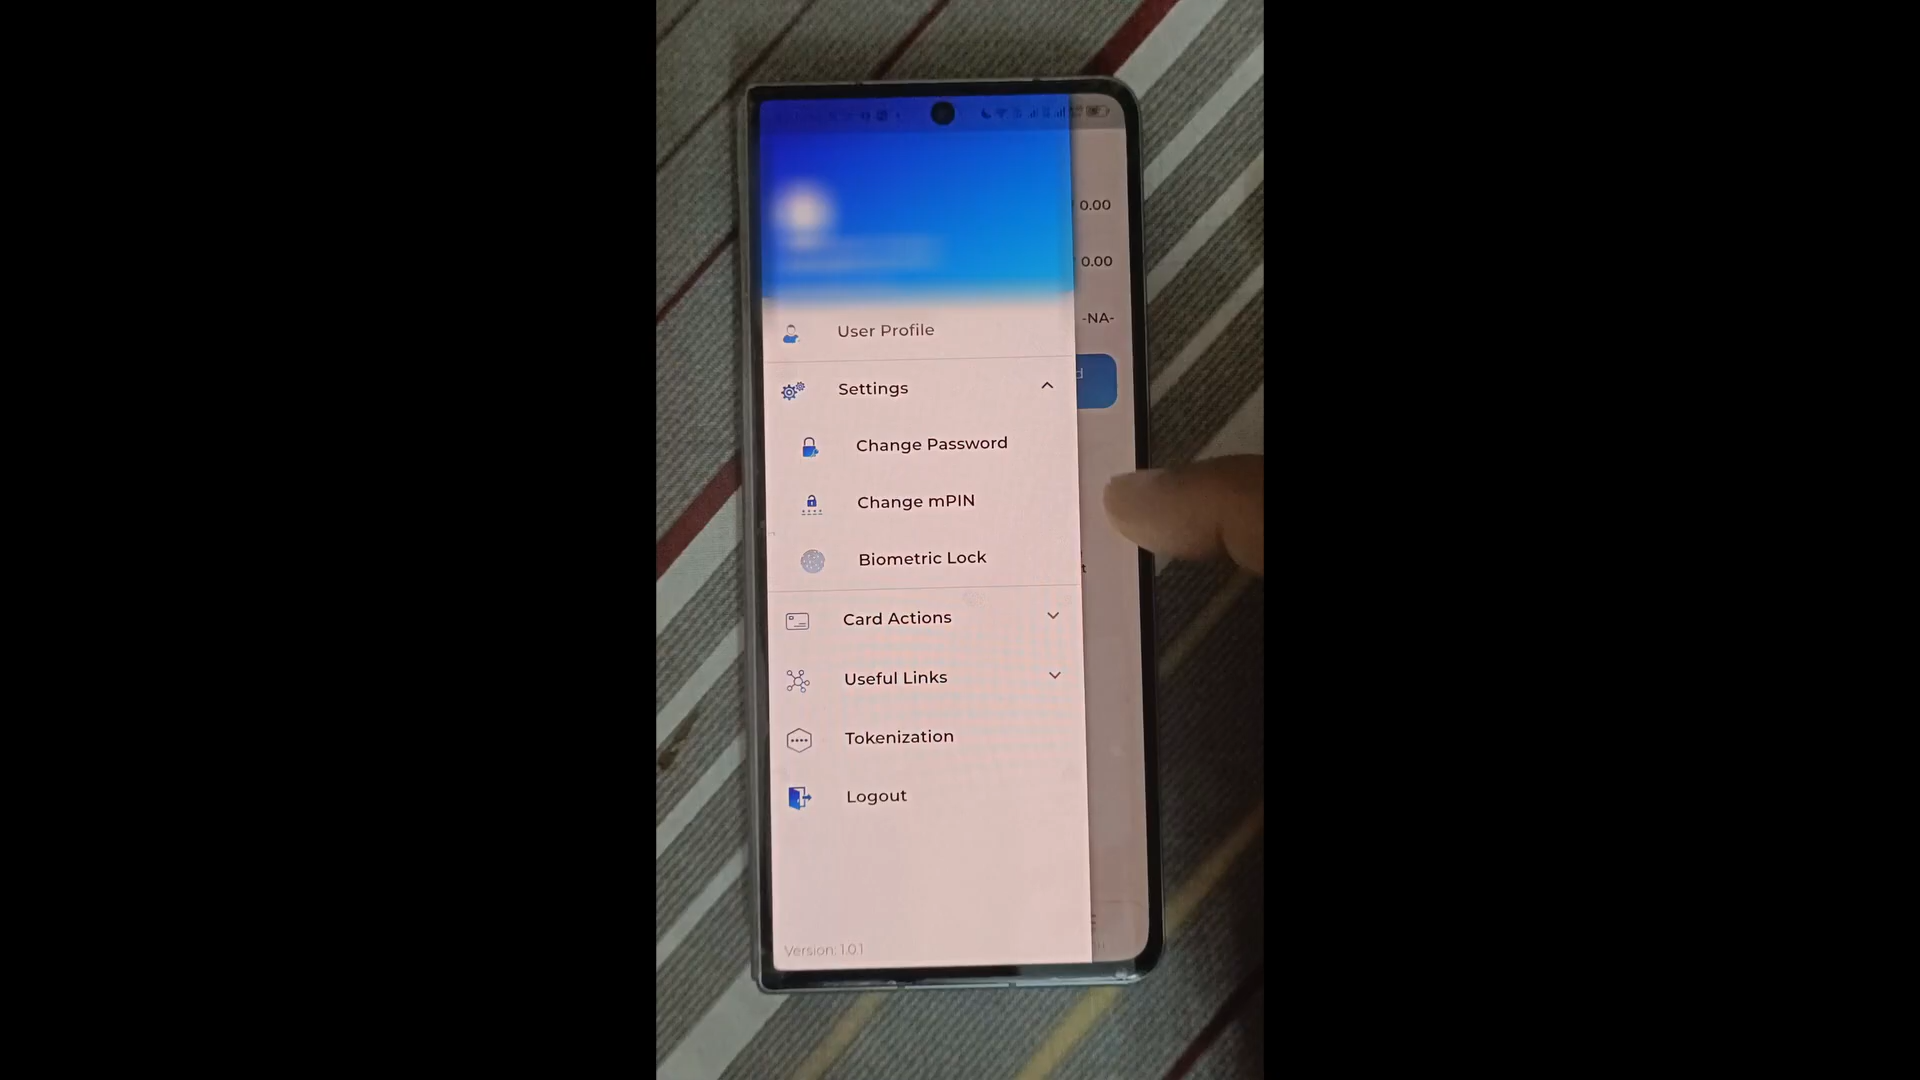 0.00
0.00
-NA-
User Profile
Settings
Change Password
Change mPIN
Biometric Lock
Card Actions
Useful Links
Tokenization
Logout
Version: 1.0.1